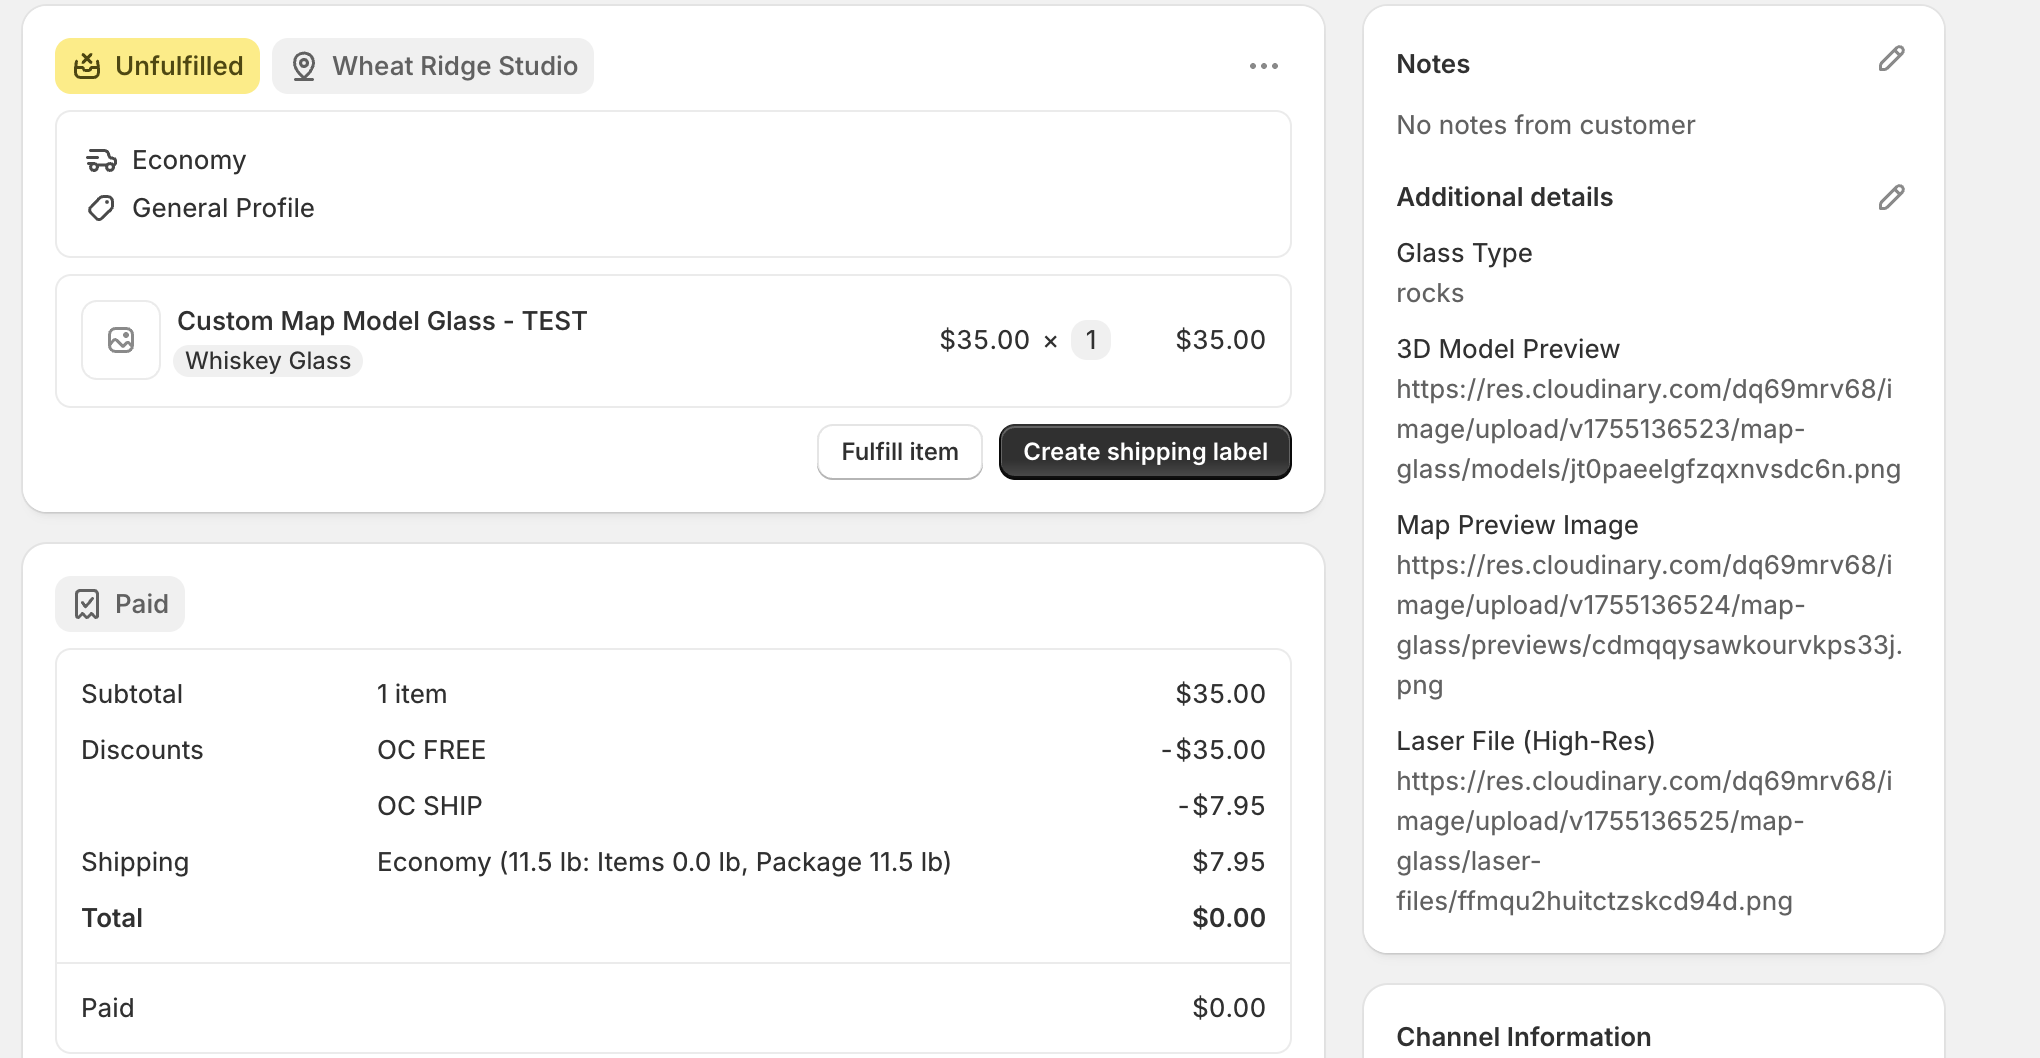 Unfulfilled
Wheat Ridge Studio
Economy
General Profile
Custom Map Model Glass - TEST
Whiskey Glass
$35.00 × 1 $35.00
Fulfill item
Create shipping label
Paid
Subtotal 1 item $35.00
Discounts OC FREE -$35.00
OC SHIP -$7.95
Shipping Economy (11.5 lb: Items 0.0 lb, Package 11.5 lb) $7.95
Total $0.00
Paid $0.00
Notes
No notes from customer
Additional details
Glass Type
rocks
3D Model Preview
https://res.cloudinary.com/dq69mrv68/i
mage/upload/v1755136523/map-
glass/models/jt0paeelgfzqxnvsdc6n.png
Map Preview Image
https://res.cloudinary.com/dq69mrv68/i
mage/upload/v1755136524/map-
glass/previews/cdmqqysawkourvkps33j.
png
Laser File (High-Res)
https://res.cloudinary.com/dq69mrv68/i
mage/upload/v1755136525/map-
glass/laser-
files/ffmqu2huitctzskcd94d.png
Channel Information